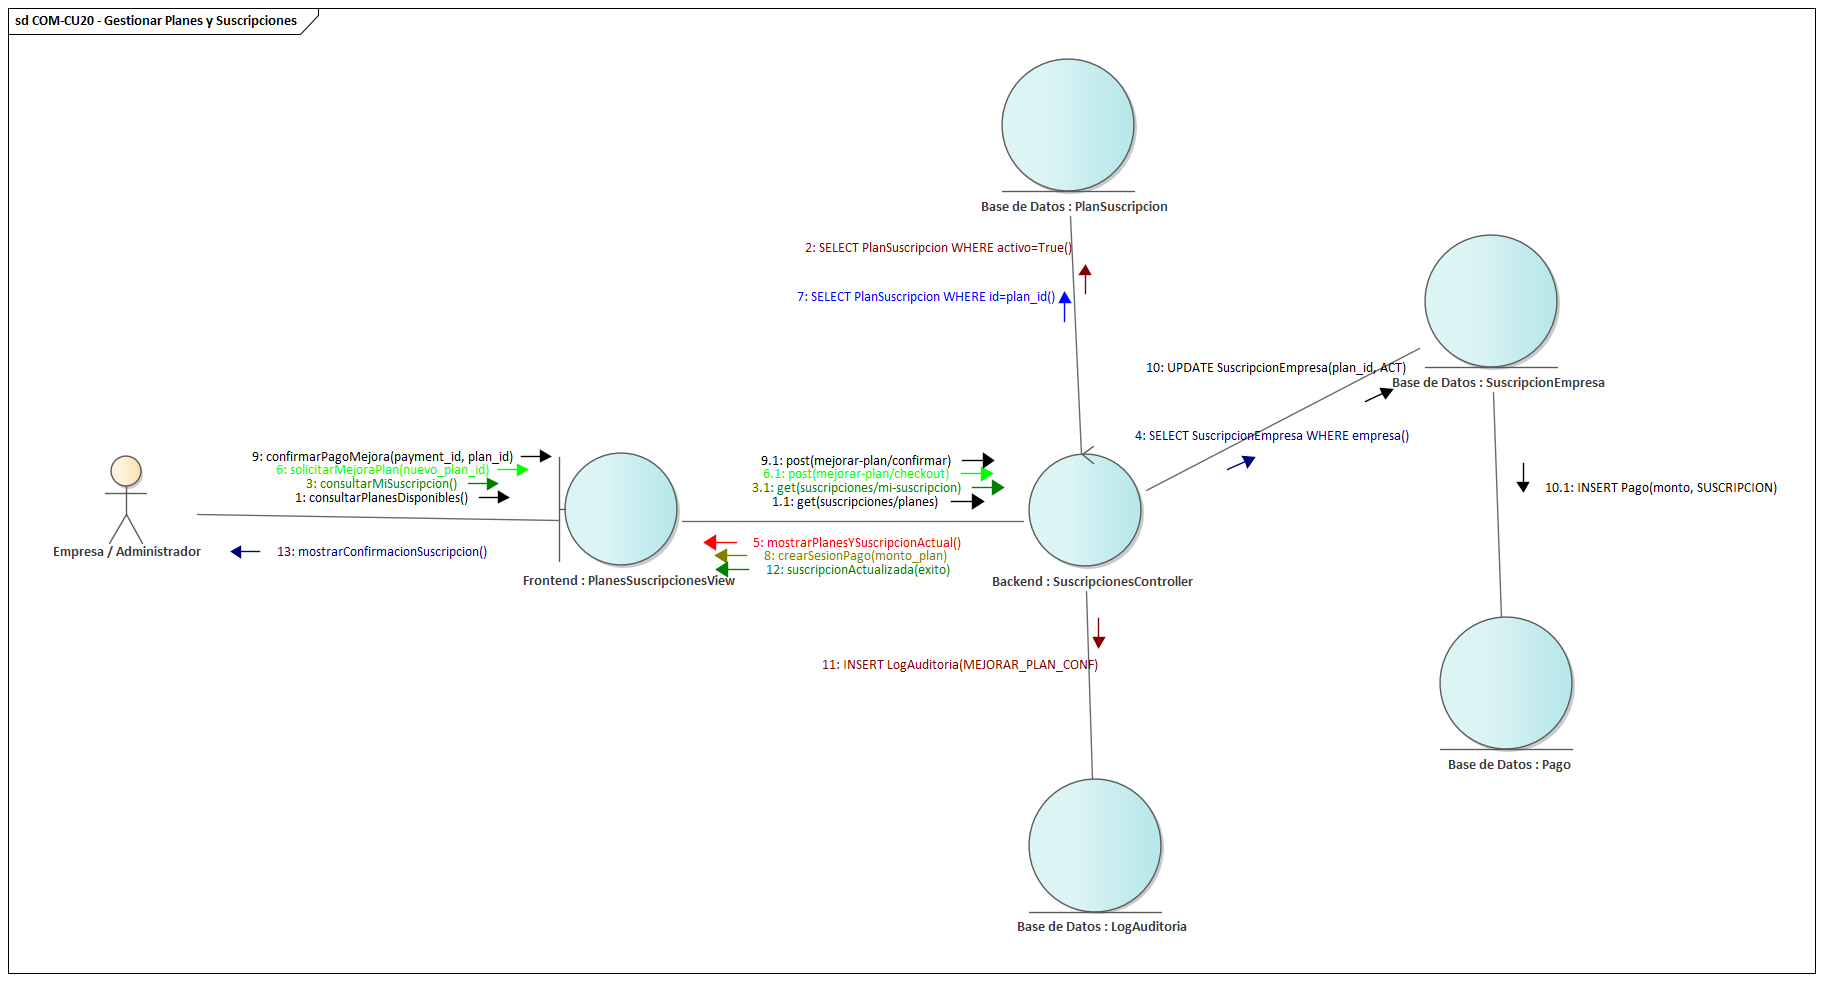 sd COM-CU20 - Gestionar Planes y Suscripciones
Base de Datos : PlanSuscripcion
2: SELECT PlanSuscripcion WHERE activo=True()
7: SELECT PlanSuscripcion WHERE id=plan_id()
10: UPDATE SuscripcionEmpresa(plan_id, ACT)
Base de Datos : SuscripcionEmpresa
4: SELECT SuscripcionEmpresa WHERE empresa()
9: confirmarPagoMejora(payment_id, plan_id)
6: solicitarMejoraPlan(nuevo_plan_id)
3: consultarMiSuscripcion()
1: consultarPlanesDisponibles()
9.1: post(mejorar-plan/confirmar)
6.1: post(mejorar-plan/checkout)
3.1: get(suscripciones/mi-suscripcion)
1.1: get(suscripciones/planes)
10.1: INSERT Pago(monto, SUSCRIPCION)
Empresa / Administrador
13: mostrarConfirmacionSuscripcion()
5: mostrarPlanesYSuscripcionActual()
8: crearSesionPago(monto_plan)
12: suscripcionActualizada(exito)
Frontend : PlanesSuscripcionesView
Backend : SuscripcionesController
11: INSERT LogAuditoria(MEJORAR_PLAN_CONF)
Base de Datos : Pago
Base de Datos : LogAuditoria